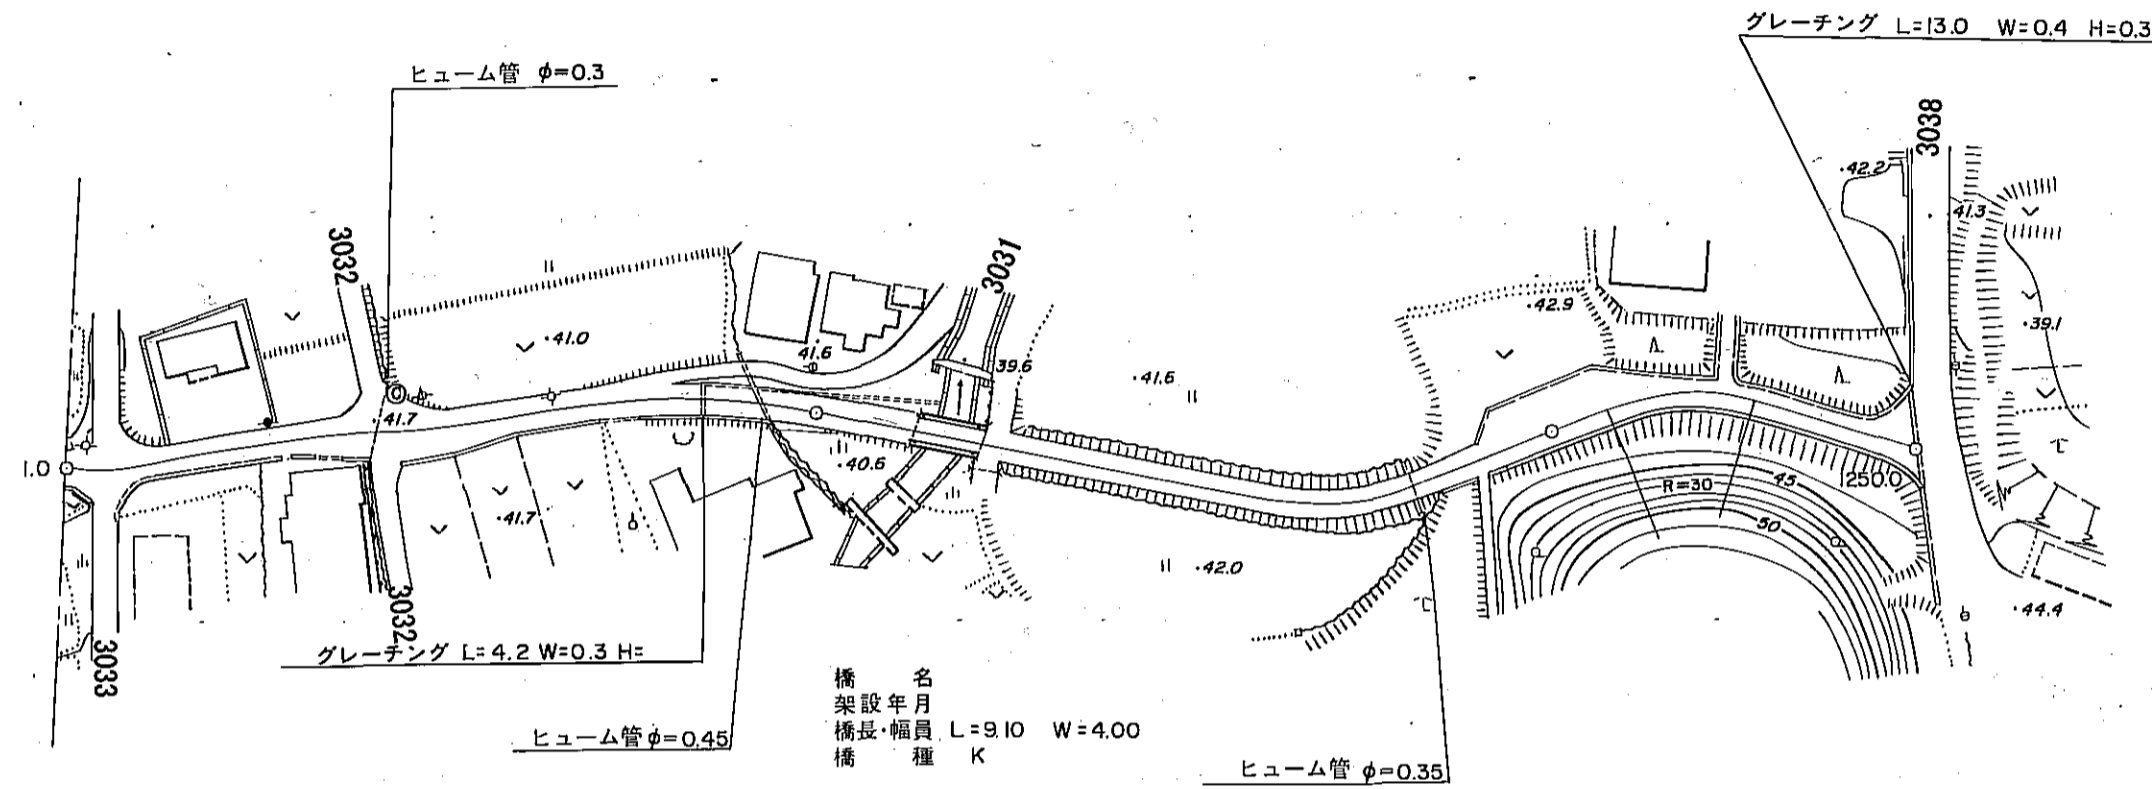 グレーチング L=13.0 W=0.4 H=0.3
ヒューム管 φ=0.3
3038
42.2
41.3
3032
3031
42.9
39.1
41.0
41.6
39.6
41.6
41.7
1.0
40.6
45
1250.0
R=30
41.7
50
42.0
3032
44.4
3033
グレーチング L=4.2 W=0.3 H=
橋 名
架設年月
橋長・幅員 L=9.10 W=4.00
橋 種 K
ヒューム管 φ=0.45
ヒューム管 φ=0.35